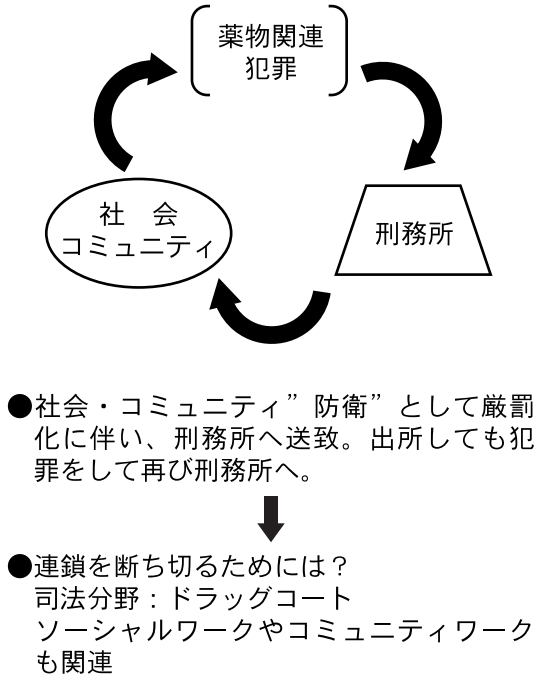 薬物関連
犯罪
社　会
コミュニティ
刑務所
●社会・コミュニティ”防衛”として厳罰
化に伴い、刑務所へ送致。出所しても犯
罪をして再び刑務所へ。
●連鎖を断ち切るためには？
司法分野：ドラッグコート
ソーシャルワークやコミュニティワーク
も関連